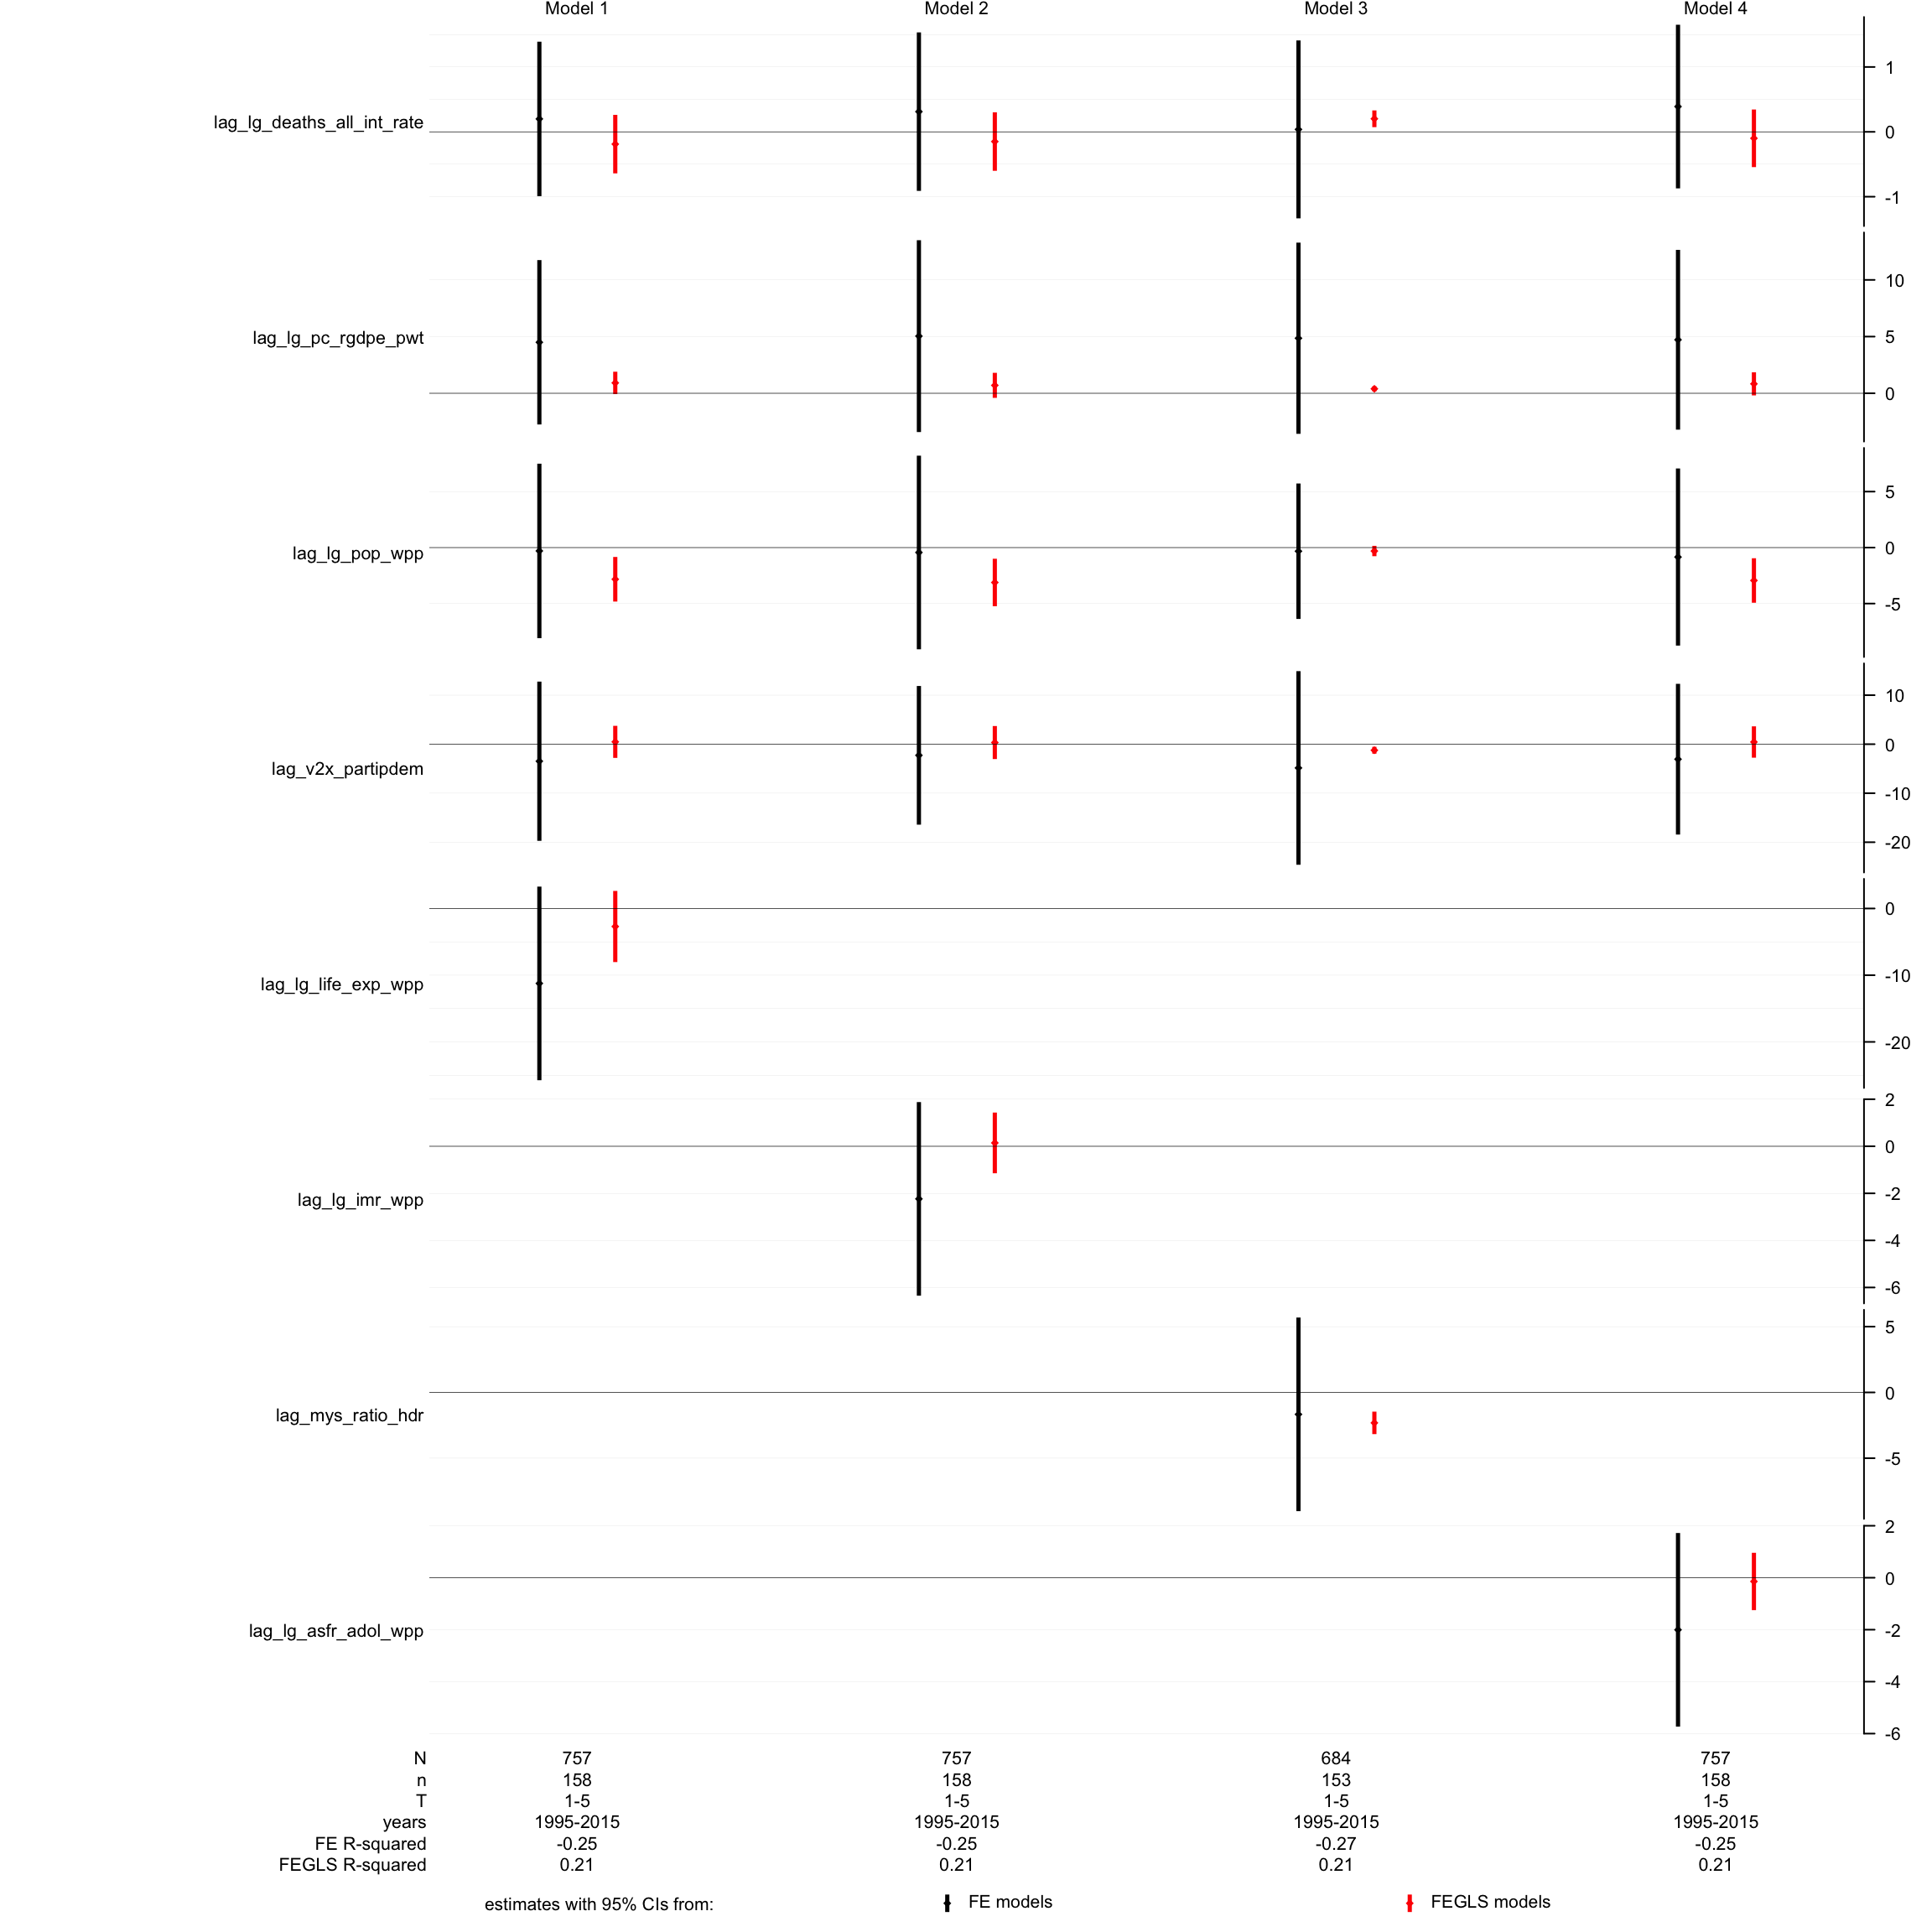 Model 1 Model 2 Model 3 Model 4
lag_lg_deaths_all_int_rate
1
0
-1
lag_lg_pc_rgdpe_pwt
10
5
0
lag_lg_pop_wpp
5
0
-5
lag_v2x_partipdem
10
0
-10
-20
lag_lg_life_exp_wpp
0
-10
-20
lag_lg_imr_wpp
2
0
-2
-4
-6
lag_mys_ratio_hdr
5
0
-5
lag_lg_asfr_adol_wpp
2
0
-2
-4
-6
N 757 757 684 757
n 158 158 153 158
T 1-5 1-5 1-5 1-5
years 1995-2015 1995-2015 1995-2015 1995-2015
FE R-squared -0.25 -0.25 -0.27 -0.25
FEGLS R-squared 0.21 0.21 0.21 0.21
estimates with 95% CIs from: FE models FEGLS models